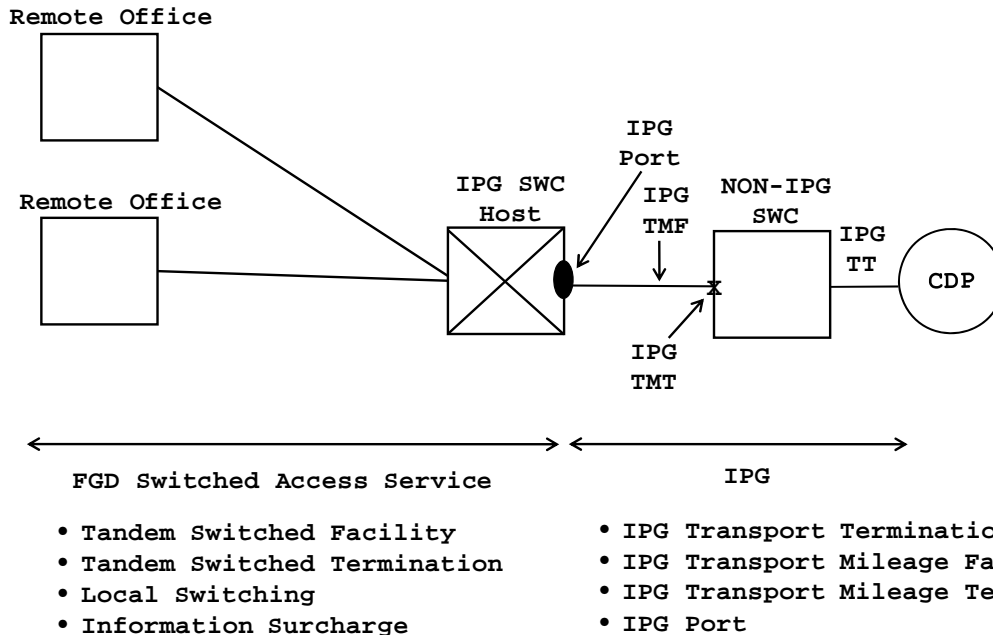 Remote Office
Remote Office
IPG SWC
Host
IPG
Port
IPG
TMF
IPG
TMT
NON-IPG
SWC
IPG
TT
CDP
x
FGD Switched Access Service
• Tandem Switched Facility
• Tandem Switched Termination
• Local Switching
• Information Surcharge
IPG
• IPG Transport
• IPG Transport Mileage
• IPG Transport Mileage
• IPG Port